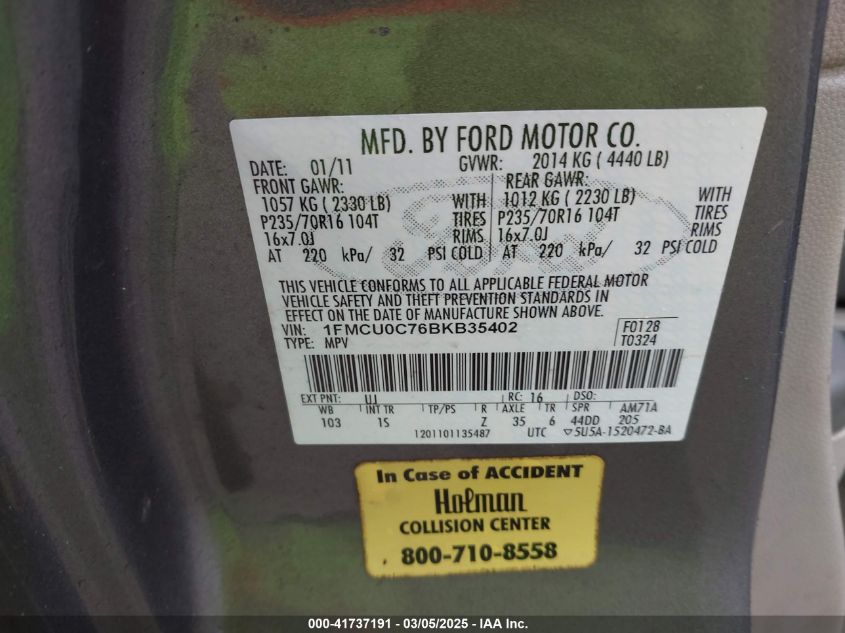 MFD. BY FORD MOTOR CO.
DATE: 01/11 GVWR: 2014 KG ( 4440 LB)
FRONT GAWR: REAR GAWR:
1057 KG ( 2330 LB) WITH 1012 KG ( 2230 LB) WITH
P235/70R16 104T TIRES P235/70R16 104T TIRES
16x7.0J RIMS 16x7.0J RIMS
AT 220 kPa/ 32 PSI COLD AT 220 kPa/ 32 PSI COLD
THIS VEHICLE CONFORMS TO ALL APPLICABLE FEDERAL MOTOR
VEHICLE SAFETY AND THEFT PREVENTION STANDARDS IN
EFFECT ON THE DATE OF MANUFACTURE SHOWN ABOVE.
VIN: 1FMCU0C76BKB35402 F0128
TYPE: MPV T0324
EXT PNT: UJ RC: 16 DSO:
WB INT TR TP/PS R AXLE TR SPR AM71A
103 1S Z 35 6 44DD 205
1201101135487 UTC ▽5U5A-1520472-BA
In Case of ACCIDENT
Holman
COLLISION CENTER
800-710-8558
000-41737191 - 03/05/2025 - IAA Inc.